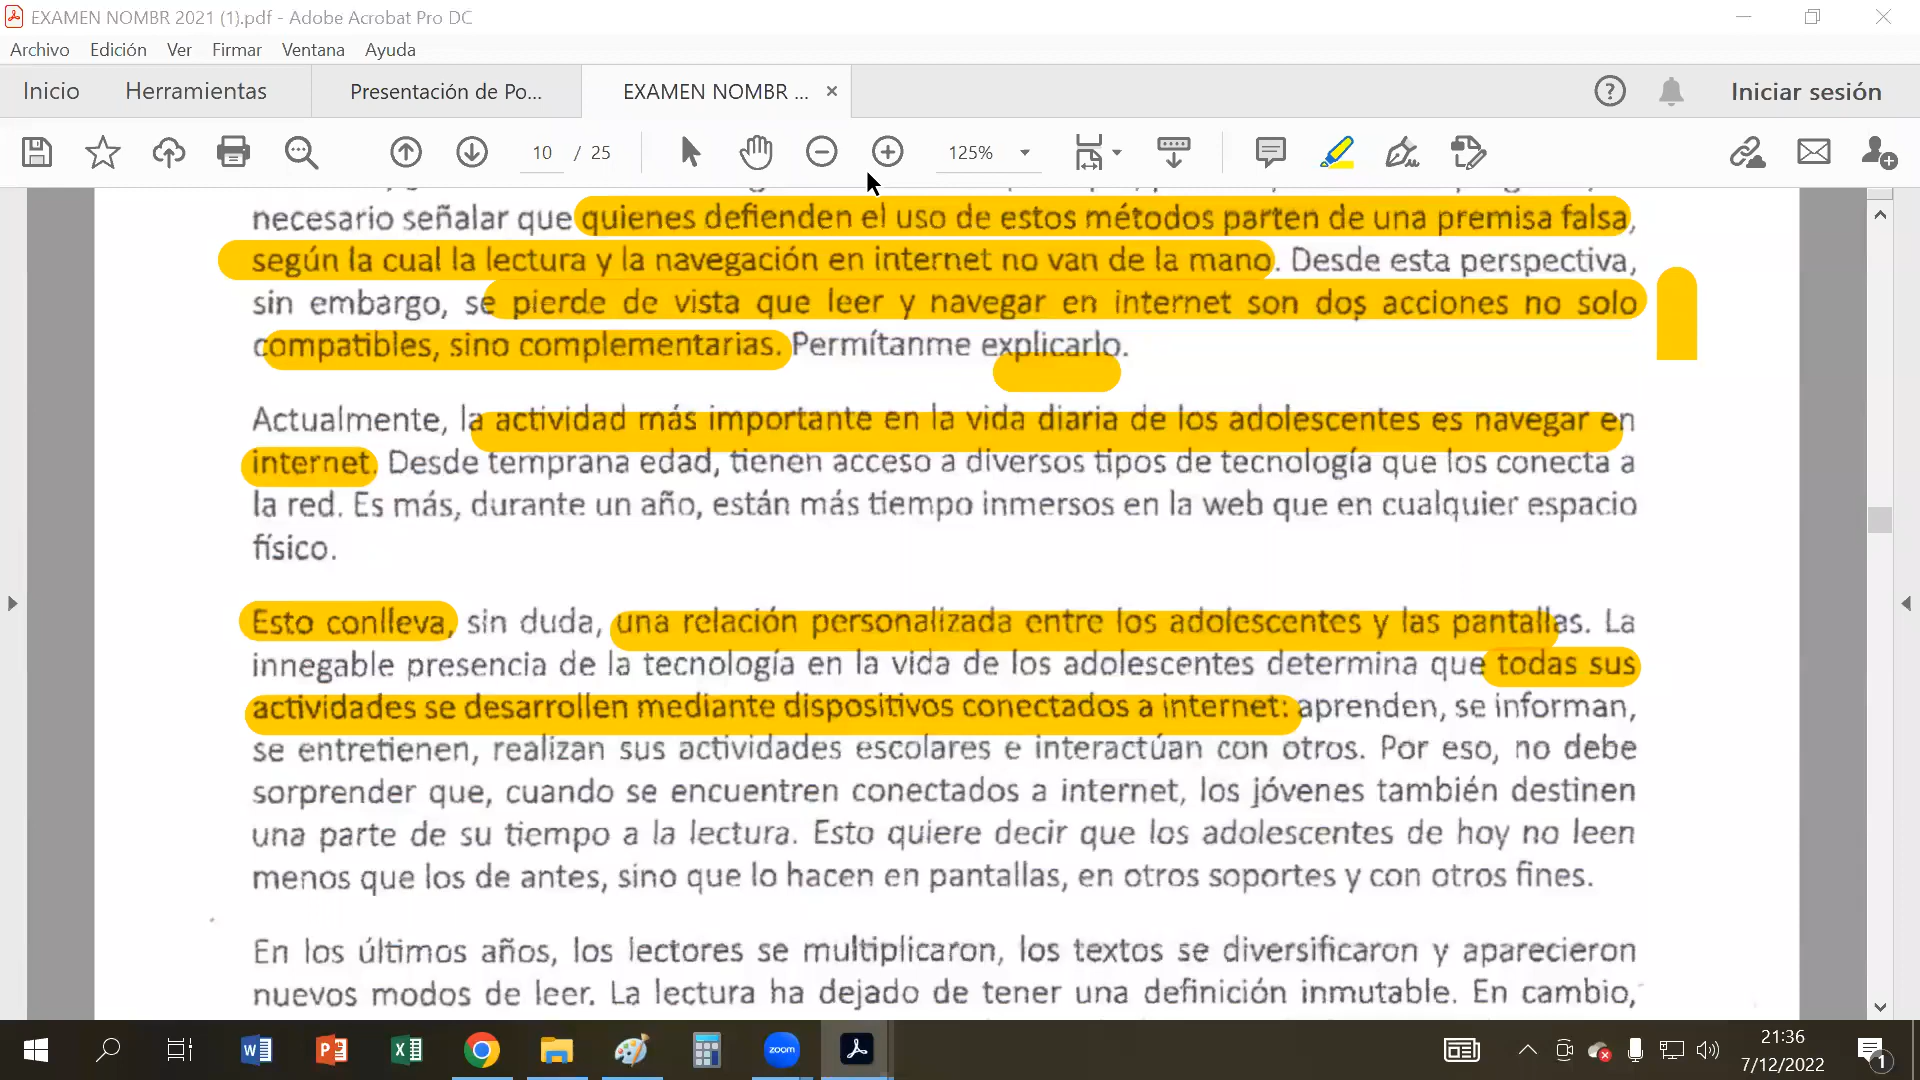 EXAMEN NOMBR 2021 (1).pdf - Adobe Acrobat Pro DC
Archivo Edición Ver Firmar Ventana Ayuda
Inicio Herramientas Presentación de Po... EXAMEN NOMBR ... × Iniciar sesión
10 / 25 125%
necesario señalar que quienes defienden el uso de estos métodos parten de una premisa falsa,
según la cual la lectura y la navegación en internet no van de la mano. Desde esta perspectiva,
sin embargo, se pierde de vista que leer y navegar en internet son dos acciones no solo
compatibles, sino complementarias. Permítanme explicarlo.
Actualmente, la actividad más importante en la vida diaria de los adolescentes es navegar en
internet. Desde temprana edad, tienen acceso a diversos tipos de tecnología que los conecta a
la red. Es más, durante un año, están más tiempo inmersos en la web que en cualquier espacio
físico.
Esto conlleva, sin duda, una relación personalizada entre los adolescentes y las pantallas. La
innegable presencia de la tecnología en la vida de los adolescentes determina que todas sus
actividades se desarrollen mediante dispositivos conectados a internet: aprenden, se informan,
se entretienen, realizan sus actividades escolares e interactúan con otros. Por eso, no debe
sorprender que, cuando se encuentren conectados a internet, los jóvenes también destinen
una parte de su tiempo a la lectura. Esto quiere decir que los adolescentes de hoy no leen
menos que los de antes, sino que lo hacen en pantallas, en otros soportes y con otros fines.
En los últimos años, los lectores se multiplicaron, los textos se diversificaron y aparecieron
nuevos modos de leer. La lectura ha dejado de tener una definición inmutable. En cambio,
zoom
21:36
7/12/2022
1